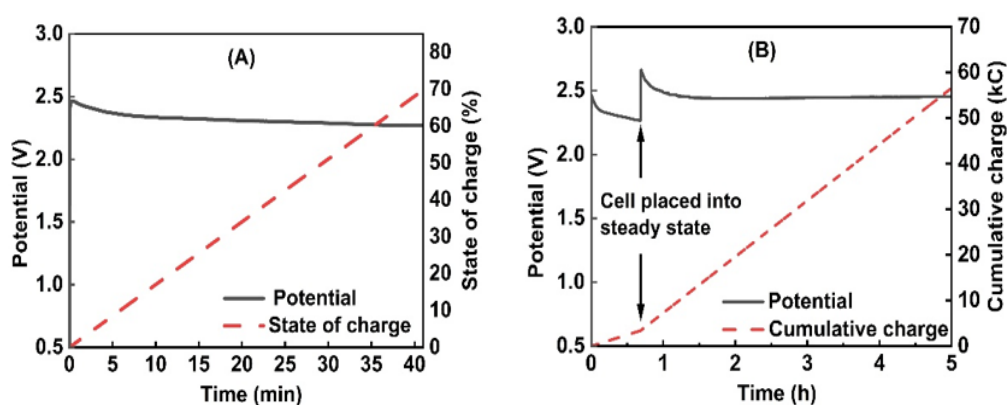 (A)
3.0
2.5
2.0
1.5
1.0
0.5
Potential (V)
80
70
60
50
40
30
20
10
0
State of charge (%)
Potential
State of charge
0 5 10 15 20 25 30 35 40
Time (min)
(B)
3.0
2.5
2.0
1.5
1.0
0.5
Potential (V)
70
60
50
40
30
20
10
0
Cumulative charge (kC)
Cell placed into
steady state
Potential
Cumulative charge
0 1 2 3 4 5
Time (h)